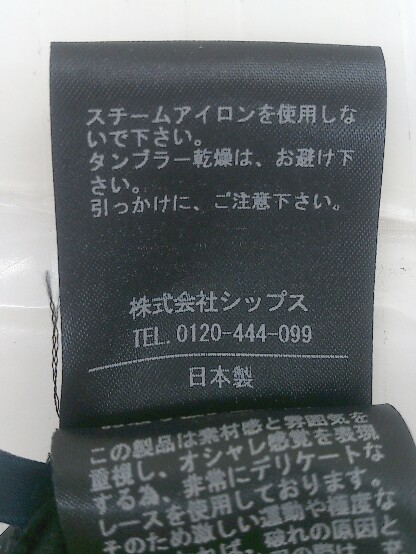 スチームアイロンを使用しな
いで下さい。
タンブラー乾燥は、お避け下
さい。
引っかけに、ご注意下さい。
株式会社シップス
TEL. 0120-444-099
日本製
この製品は素材感と雰囲気を
重視し、オシャレ感覚を表現
する為、非常にデリケートな
レースを使用しております。
そのため激しい運動や極度な
破れの原因と